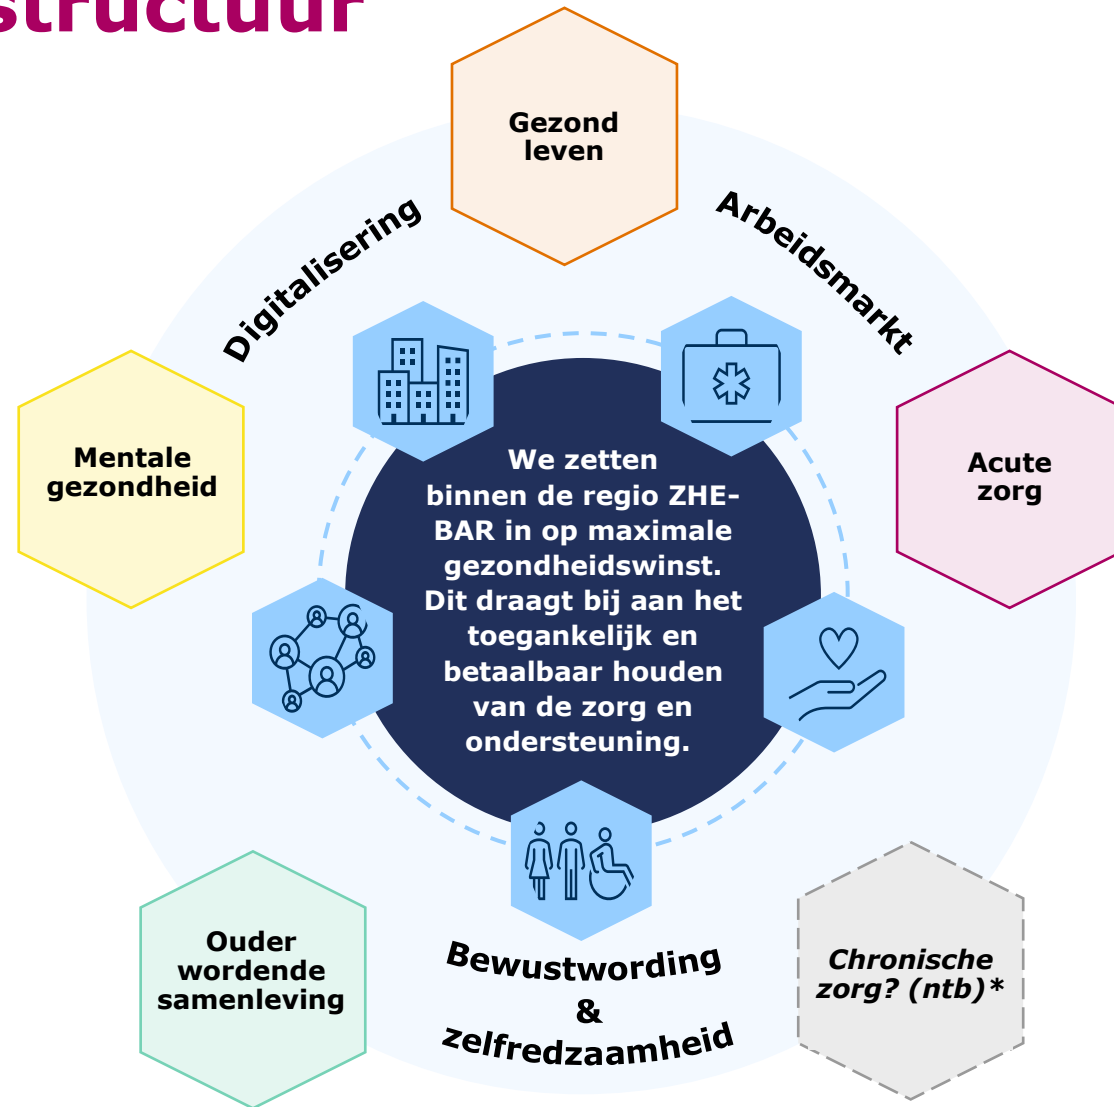 structuur
Gezond
leven
Digitalisering
Arbeidsmarkt
Mentale
gezondheid
Acute
zorg
We zetten
binnen de regio ZHE-
BAR in op maximale
gezondheidswinst.
Dit draagt bij aan het
toegankelijk en
betaalbaar houden
van de zorg en
ondersteuning.
Ouder
wordende
samenleving
Bewustwording
&
zelfredzaamheid
Chronische
zorg? (ntb)*